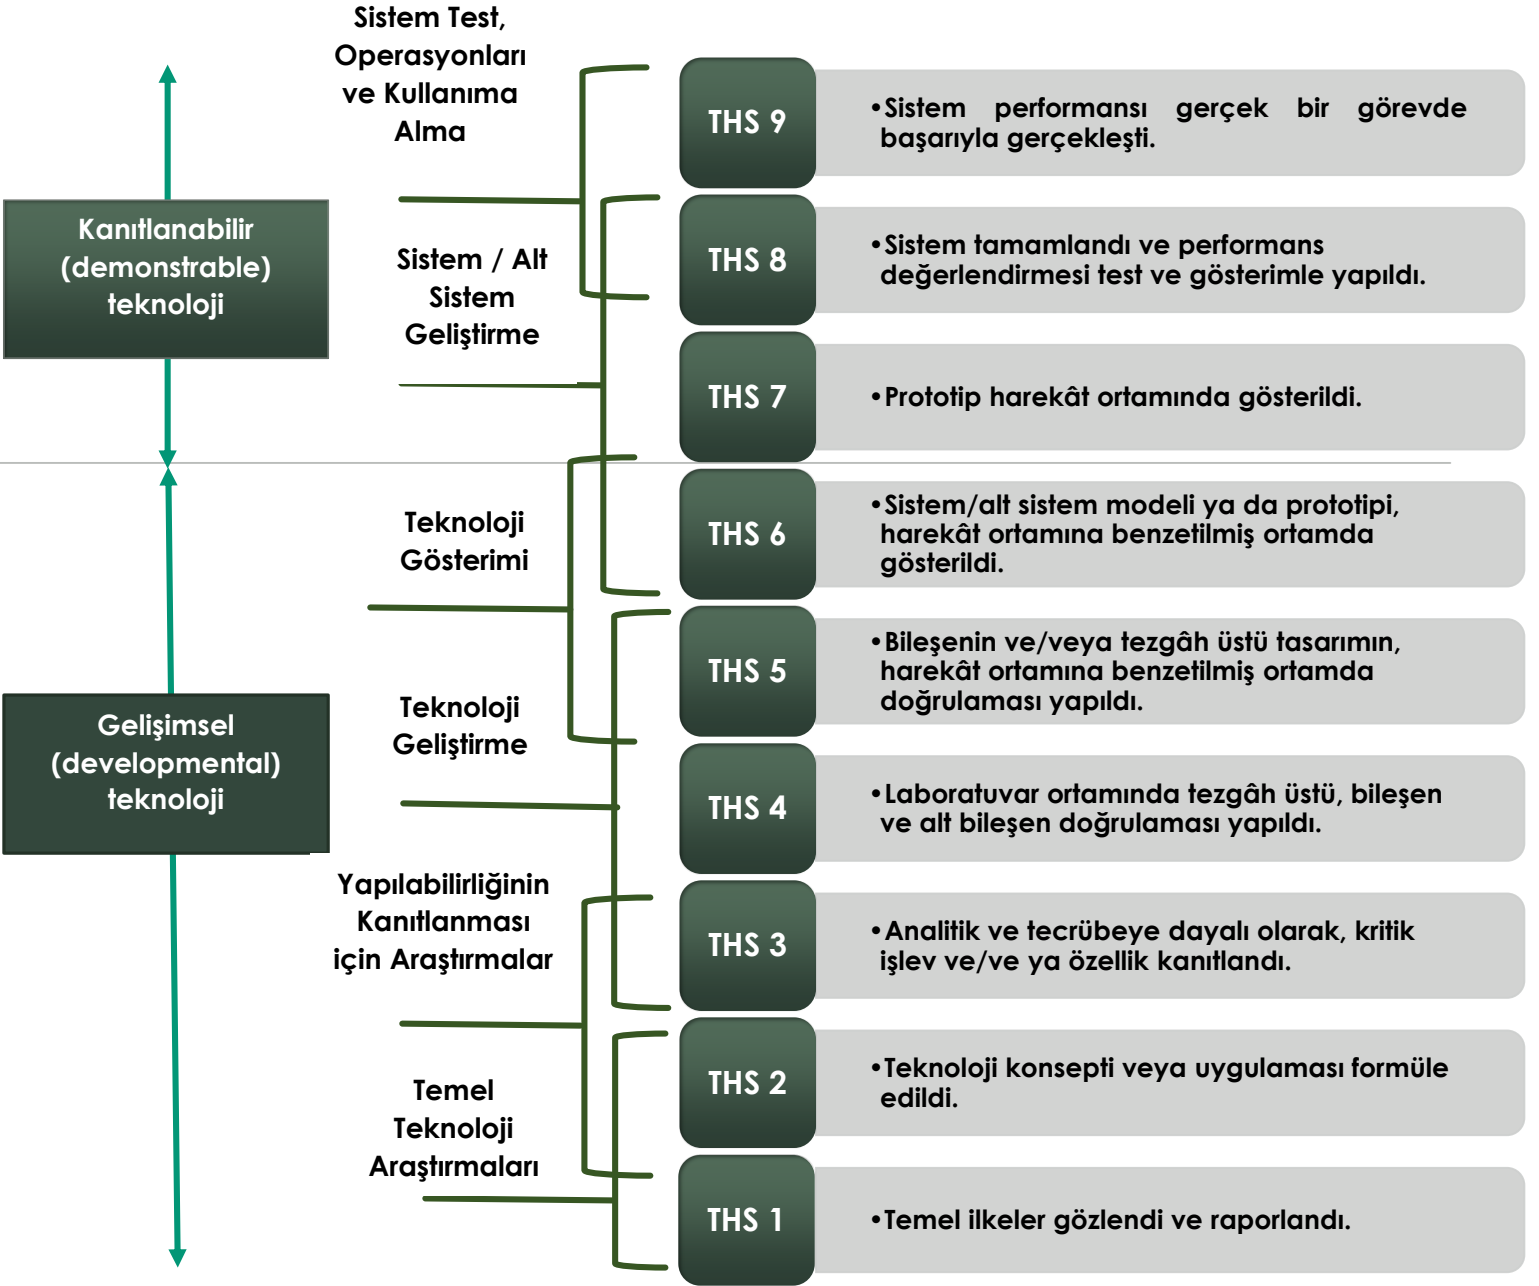 Sistem Test,
Operasyonları
ve Kullanıma
Alma
THS 9
•Sistem performansı gerçek bir görevde
başarıyla gerçekleşti.
Kanıtlanabilir
(demonstrable)
teknoloji
Sistem / Alt
Sistem
Geliştirme
THS 8
•Sistem tamamlandı ve performans
değerlendirmesi test ve gösterimle yapıldı.
THS 7
•Prototip harekât ortamında gösterildi.
Teknoloji
Gösterimi
THS 6
•Sistem/alt sistem modeli ya da prototipi,
harekât ortamına benzetilmiş ortamda
gösterildi.
Teknoloji
Geliştirme
THS 5
•Bileşenin ve/veya tezgâh üstü tasarımın,
harekât ortamına benzetilmiş ortamda
doğrulaması yapıldı.
Gelişimsel
(developmental)
teknoloji
THS 4
•Laboratuvar ortamında tezgâh üstü, bileşen
ve alt bileşen doğrulaması yapıldı.
Yapılabilirliğinin
Kanıtlanması
için Araştırmalar
THS 3
•Analitik ve tecrübeye dayalı olarak, kritik
işlev ve/ve ya özellik kanıtlandı.
THS 2
•Teknoloji konsepti veya uygulaması formüle
edildi.
Temel
Teknoloji
Araştırmaları
THS 1
•Temel ilkeler gözlendi ve raporlandı.